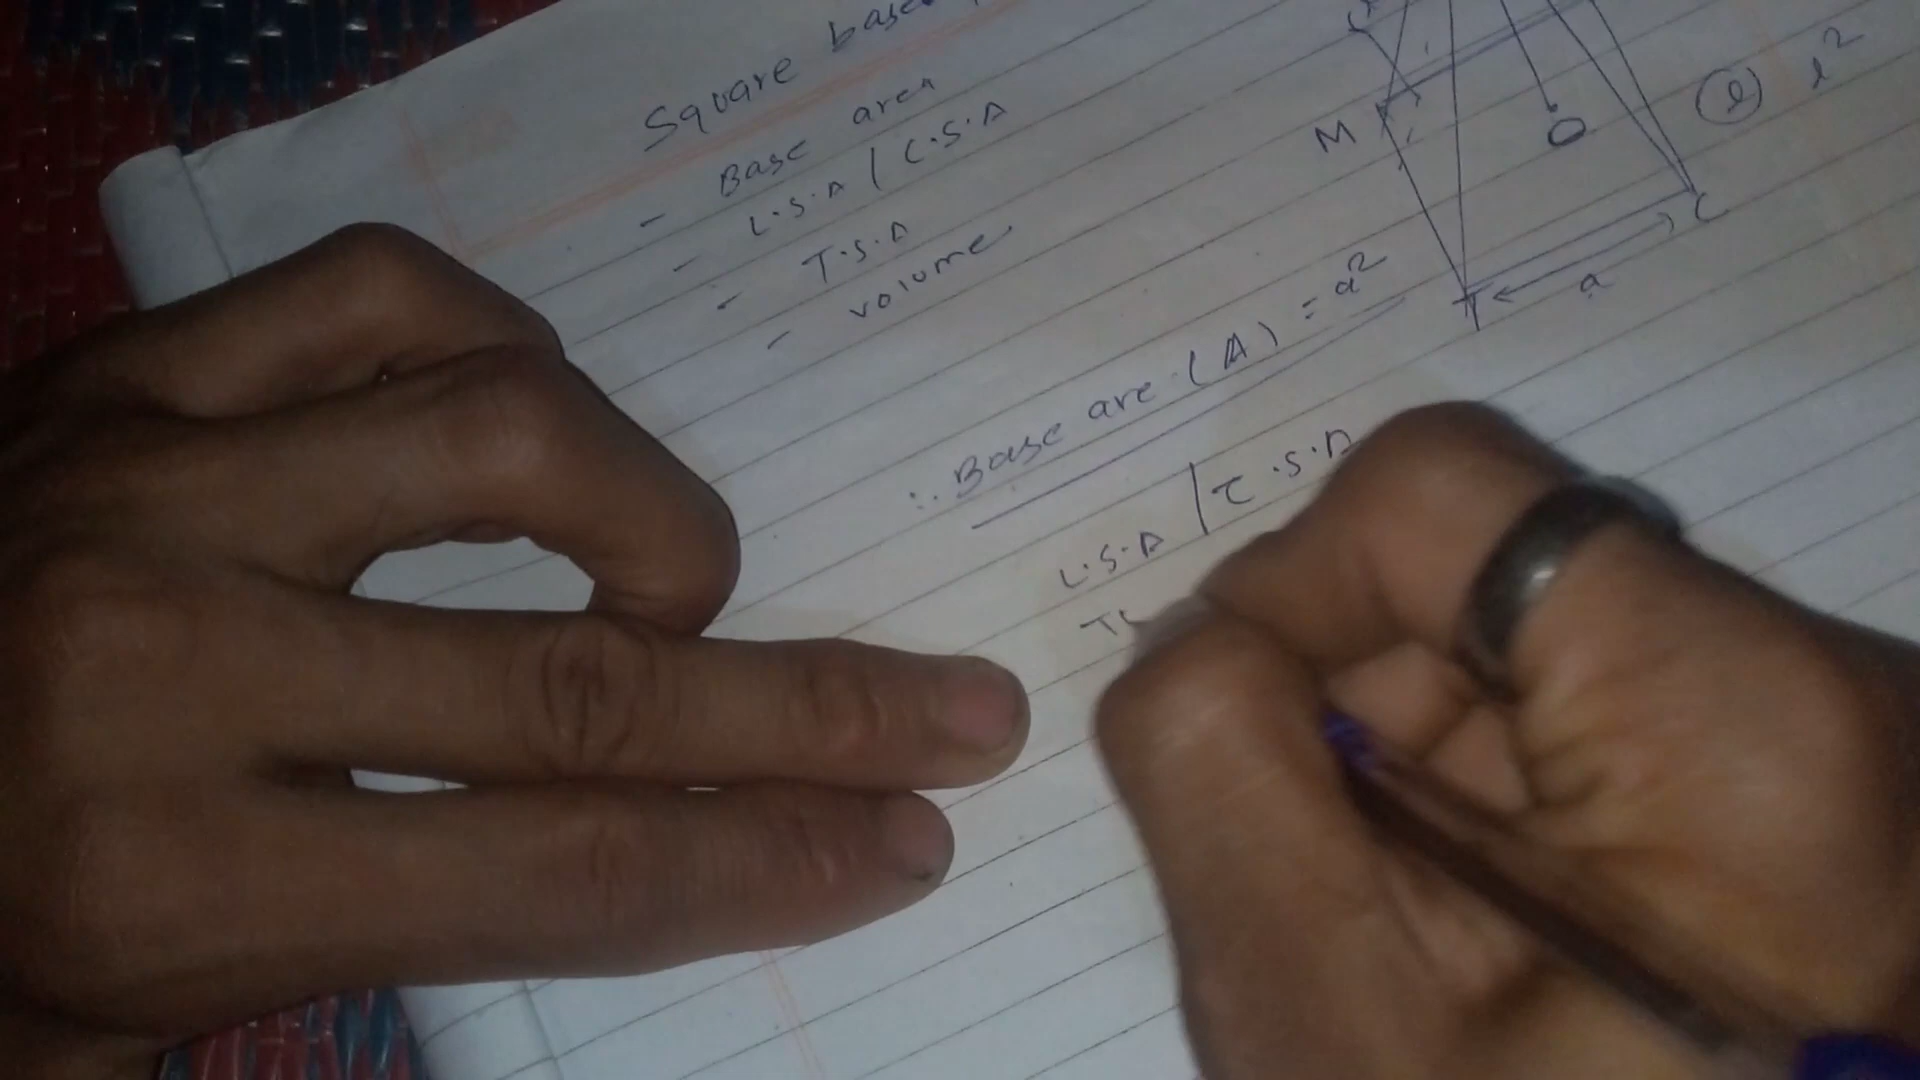 Square base
- Base area
- L.S.A / C.S.A
- T.S.A
- volume
M
O
C
T
a
l l²
∴ Base are (A) = a²
L.S.A / C.S.A